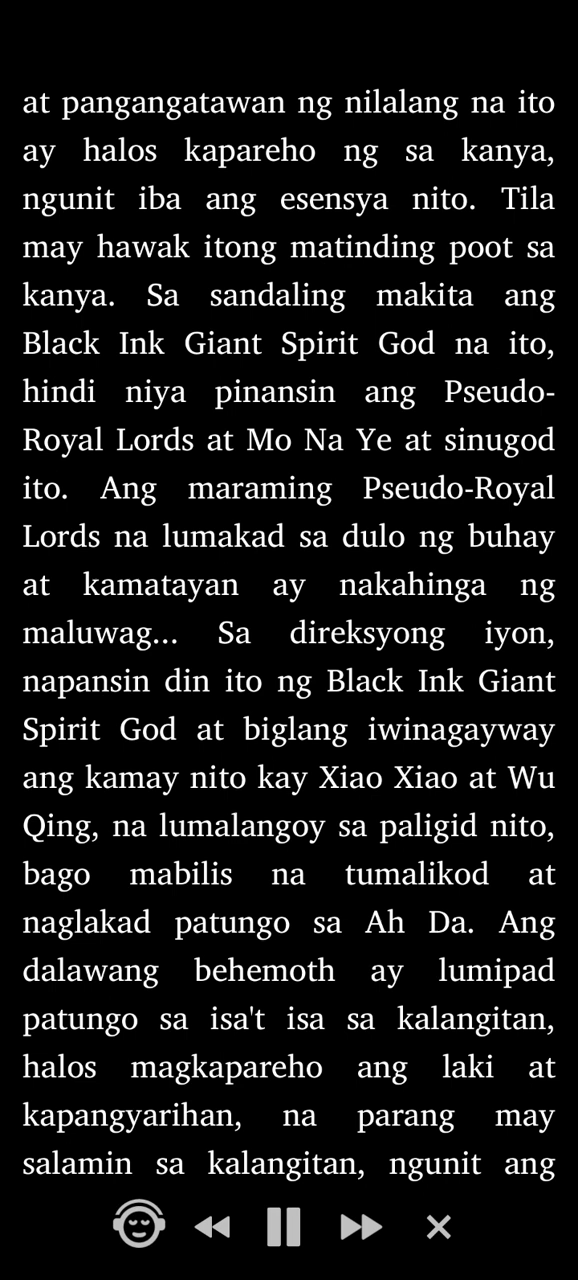 at pangangatawan ng nilalang na ito
ay halos kapareho ng sa kanya,
ngunit iba ang esensya nito. Tila
may hawak itong matinding poot sa
kanya. Sa sandaling makita ang
Black Ink Giant Spirit God na ito,
hindi niya pinansin ang Pseudo-
Royal Lords at Mo Na Ye at sinugod
ito. Ang maraming Pseudo-Royal
Lords na lumakad sa dulo ng buhay
at kamatayan ay nakahinga ng
maluwag... Sa direksyong iyon,
napansin din ito ng Black Ink Giant
Spirit God at biglang iwinagayway
ang kamay nito kay Xiao Xiao at Wu
Qing, na lumalangoy sa paligid nito,
bago mabilis na tumalikod at
naglakad patungo sa Ah Da. Ang
dalawang behemoth ay lumipad
patungo sa isa't isa sa kalangitan,
halos magkapareho ang laki at
kapangyarihan, na parang may
salamin sa kalangitan, ngunit ang